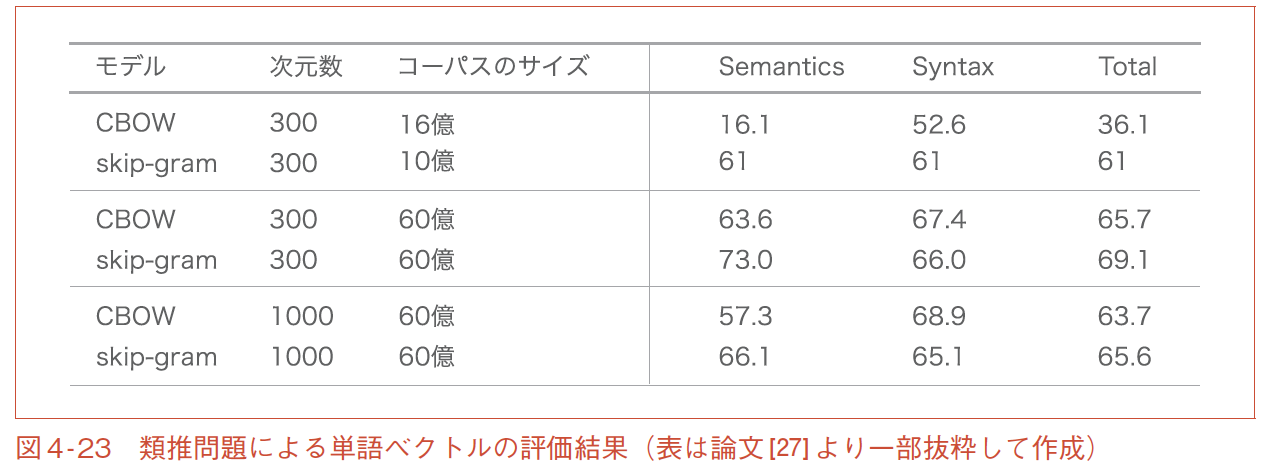 モデル 次元数 コーパスのサイズ Semantics Syntax Total
CBOW 300 16億 16.1 52.6 36.1
skip-gram 300 10億 61 61 61
CBOW 300 60億 63.6 67.4 65.7
skip-gram 300 60億 73.0 66.0 69.1
CBOW 1000 60億 57.3 68.9 63.7
skip-gram 1000 60億 66.1 65.1 65.6
図4-23 類推問題による単語ベクトルの評価結果（表は論文[27]より一部抜粋して作成）